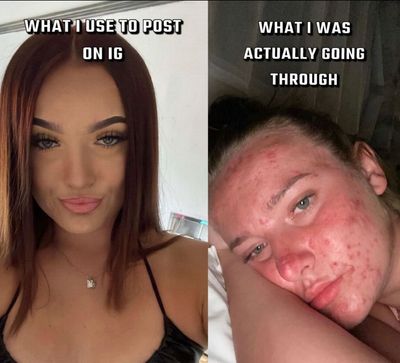 WHAT I USE TO POST
ON IG
WHAT I WAS
ACTUALLY GOING
THROUGH